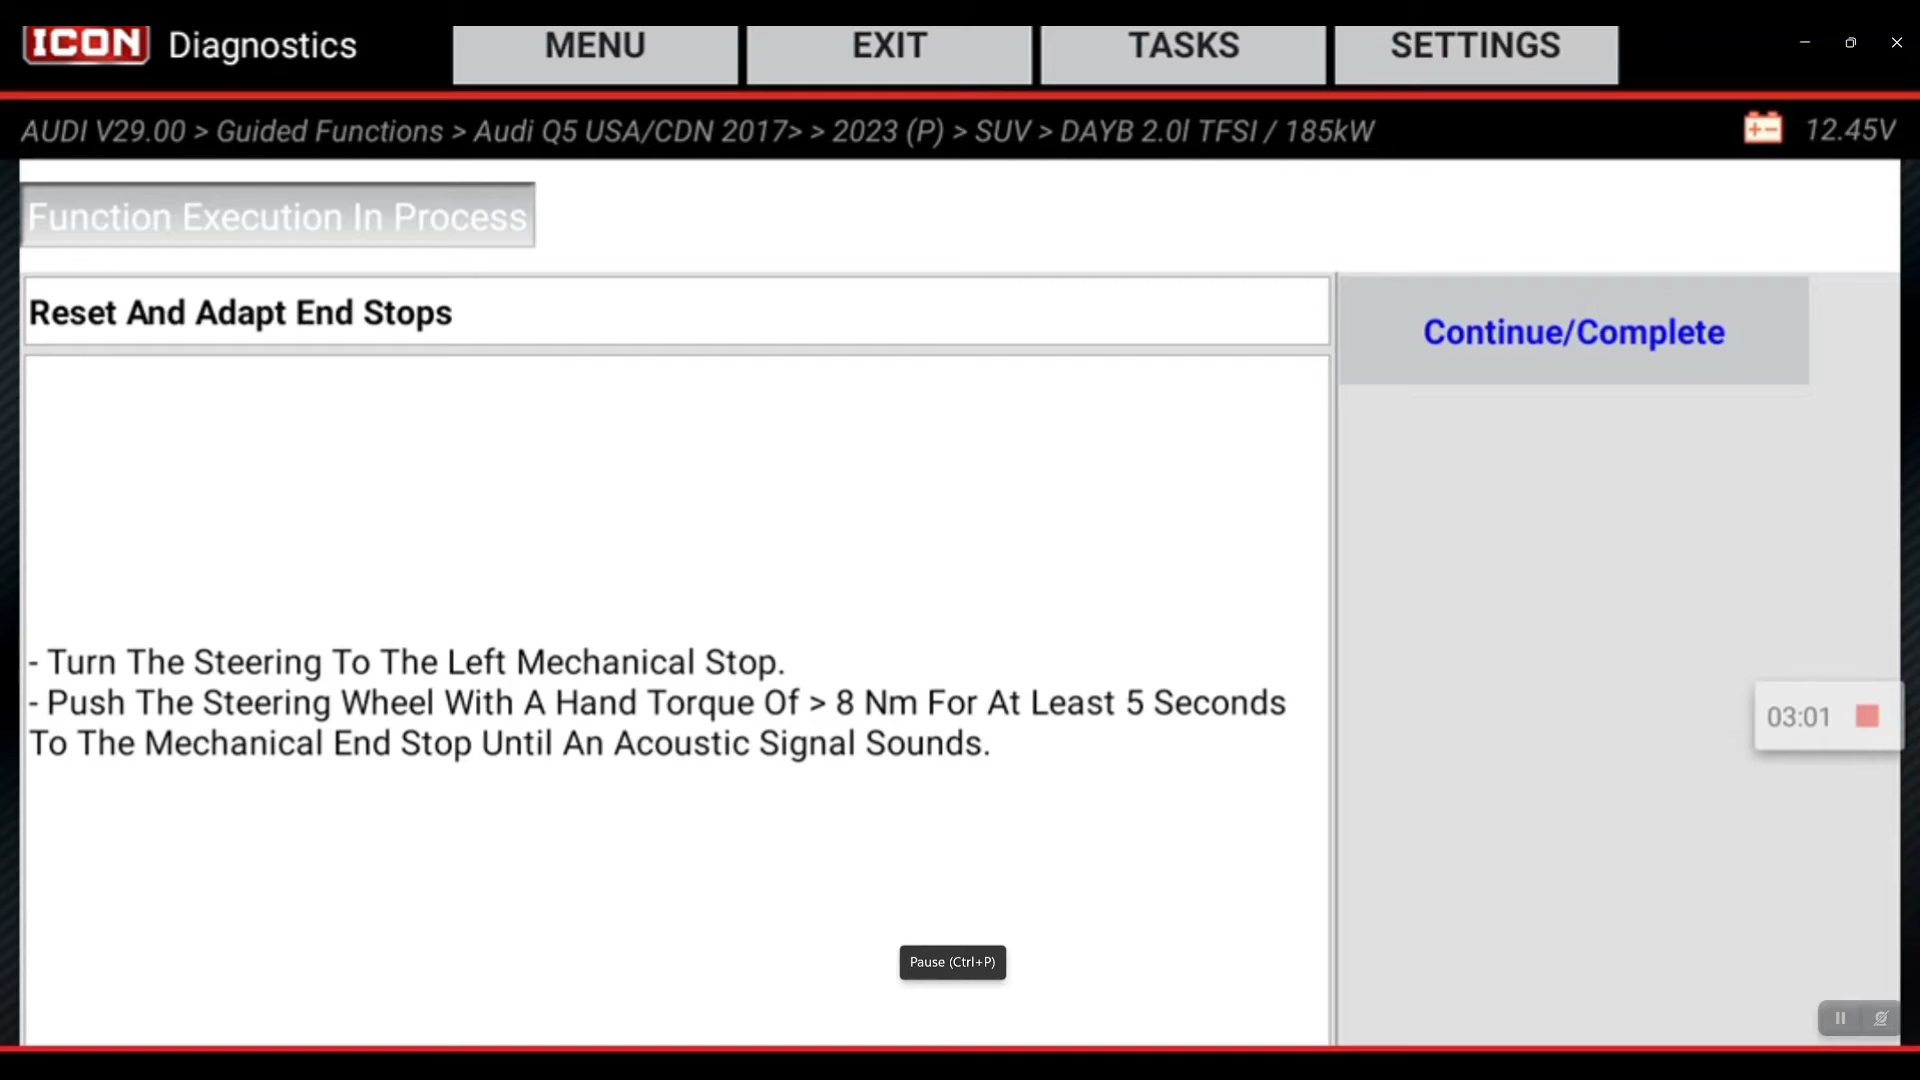 ICON Diagnostics
MENU
EXIT
TASKS
SETTINGS
AUDI V29.00 > Guided Functions > Audi Q5 USA/CDN 2017> > 2023 (P) > SUV > DAYB 2.0l TFSI / 185kW
12.45V
Function Execution In Process
Reset And Adapt End Stops
Continue/Complete
- Turn The Steering To The Left Mechanical Stop.
- Push The Steering Wheel With A Hand Torque Of > 8 Nm For At Least 5 Seconds
To The Mechanical End Stop Until An Acoustic Signal Sounds.
03:01
Pause (Ctrl+P)